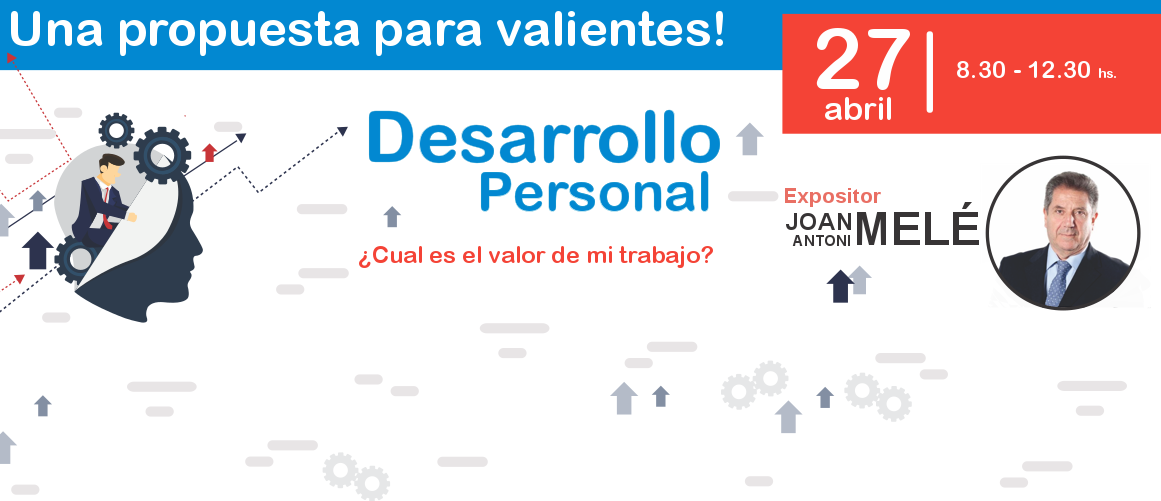 Una propuesta para valientes!
27
abril
8.30 - 12.30 hs.
Desarrollo
Personal
¿Cual es el valor de mi trabajo?
Expositor
JOAN
ANTONI
MELÉ